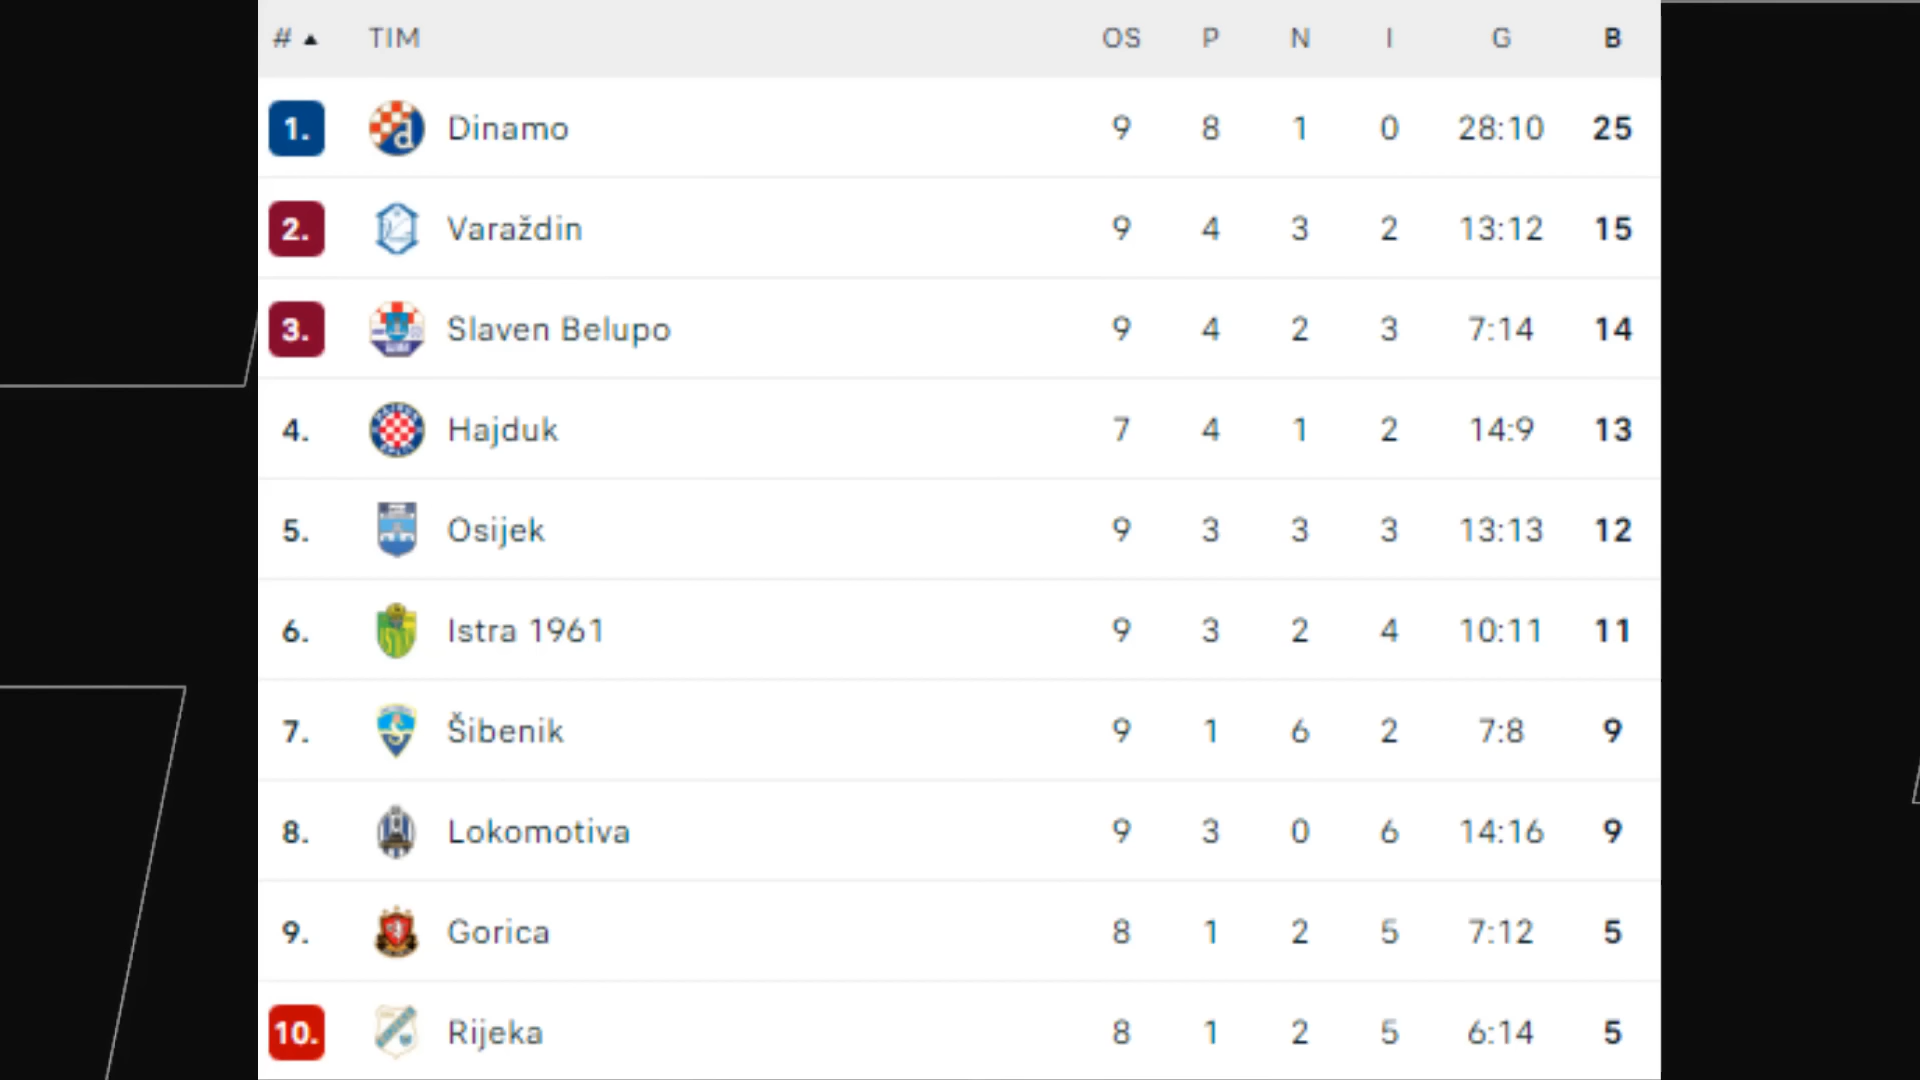 # ▲ TIM OS P N I G B
1. Dinamo 9 8 1 0 28:10 25
2. Varaždin 9 4 3 2 13:12 15
3. Slaven Belupo 9 4 2 3 7:14 14
4. Hajduk 7 4 1 2 14:9 13
5. Osijek 9 3 3 3 13:13 12
6. Istra 1961 9 3 2 4 10:11 11
7. Šibenik 9 1 6 2 7:8 9
8. Lokomotiva 9 3 0 6 14:16 9
9. Gorica 8 1 2 5 7:12 5
10. Rijeka 8 1 2 5 6:14 5